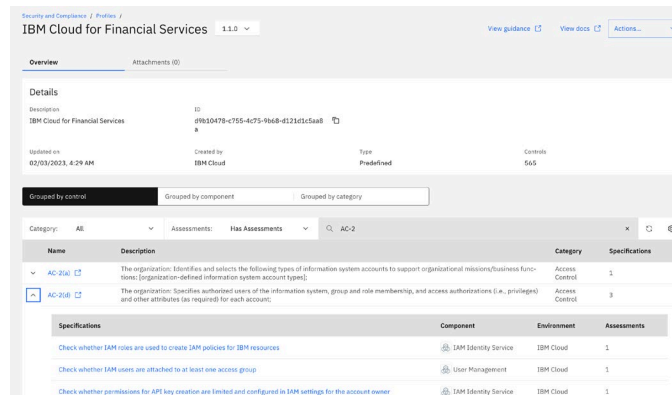 Security and Compliance / Profiles /
IBM Cloud for Financial Services 1.1.0
View guidance View docs Actions...
Overview Attachments (0)
Details
Description ID
IBM Cloud for Financial Services d9b10478-c755-4c75-9b68-d121d1c5aa8
a
Updated on Created by Type Controls
02/03/2023, 4:29 AM IBM Cloud Predefined 565
Grouped by control Grouped by component Grouped by category
Category: All Assessments: Has Assessments AC-2
Name Description Category Specifications
AC-2(a) The organization: Identifies and selects the following types of information system accounts to support organizational missions/business func- Access 1
tions: [organization-defined information system account types]; Control
AC-2(d) The organization: Specifies authorized users of the information system, group and role membership, and access authorizations (i.e., privileges) Access 3
and other attributes (as required) for each account; Control
Specifications Component Environment Assessments
Check whether IAM roles are used to create IAM policies for IBM resources IAM Identity Service IBM Cloud 1
Check whether IAM users are attached to at least one access group User Management IBM Cloud 1
Check whether permissions for API key creation are limited and configured in IAM settings for the account owner IAM Identity Service IBM Cloud 1